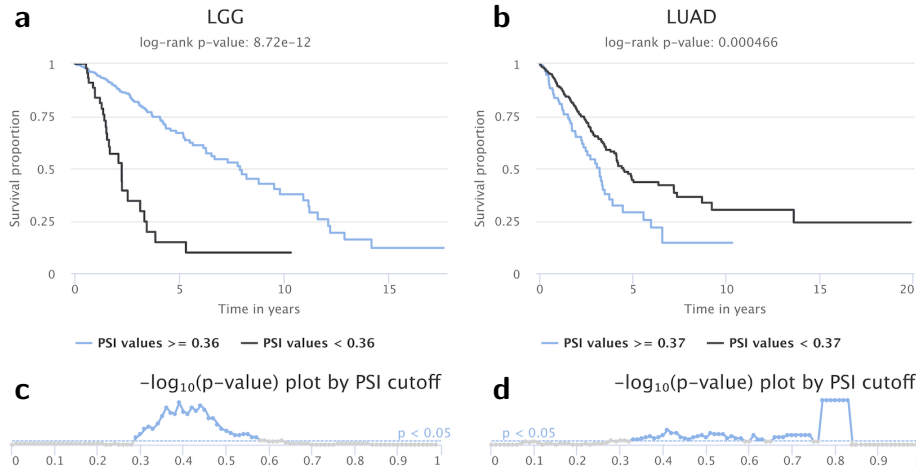 a
LGG
log-rank p-value: 8.72e-12
Survival proportion
1
0.75
0.5
0.25
0
0 5 10 15
Time in years
PSI values >= 0.36 PSI values < 0.36
b
LUAD
log-rank p-value: 0.000466
Survival proportion
1
0.75
0.5
0.25
0
0 5 10 15 20
Time in years
PSI values >= 0.37 PSI values < 0.37
c
−log₁₀(p-value) plot by PSI cutoff
p < 0.05
0 0.1 0.2 0.3 0.4 0.5 0.6 0.7 0.8 0.9 1
d
−log₁₀(p-value) plot by PSI cutoff
p < 0.05
0 0.1 0.2 0.3 0.4 0.5 0.6 0.7 0.8 0.9